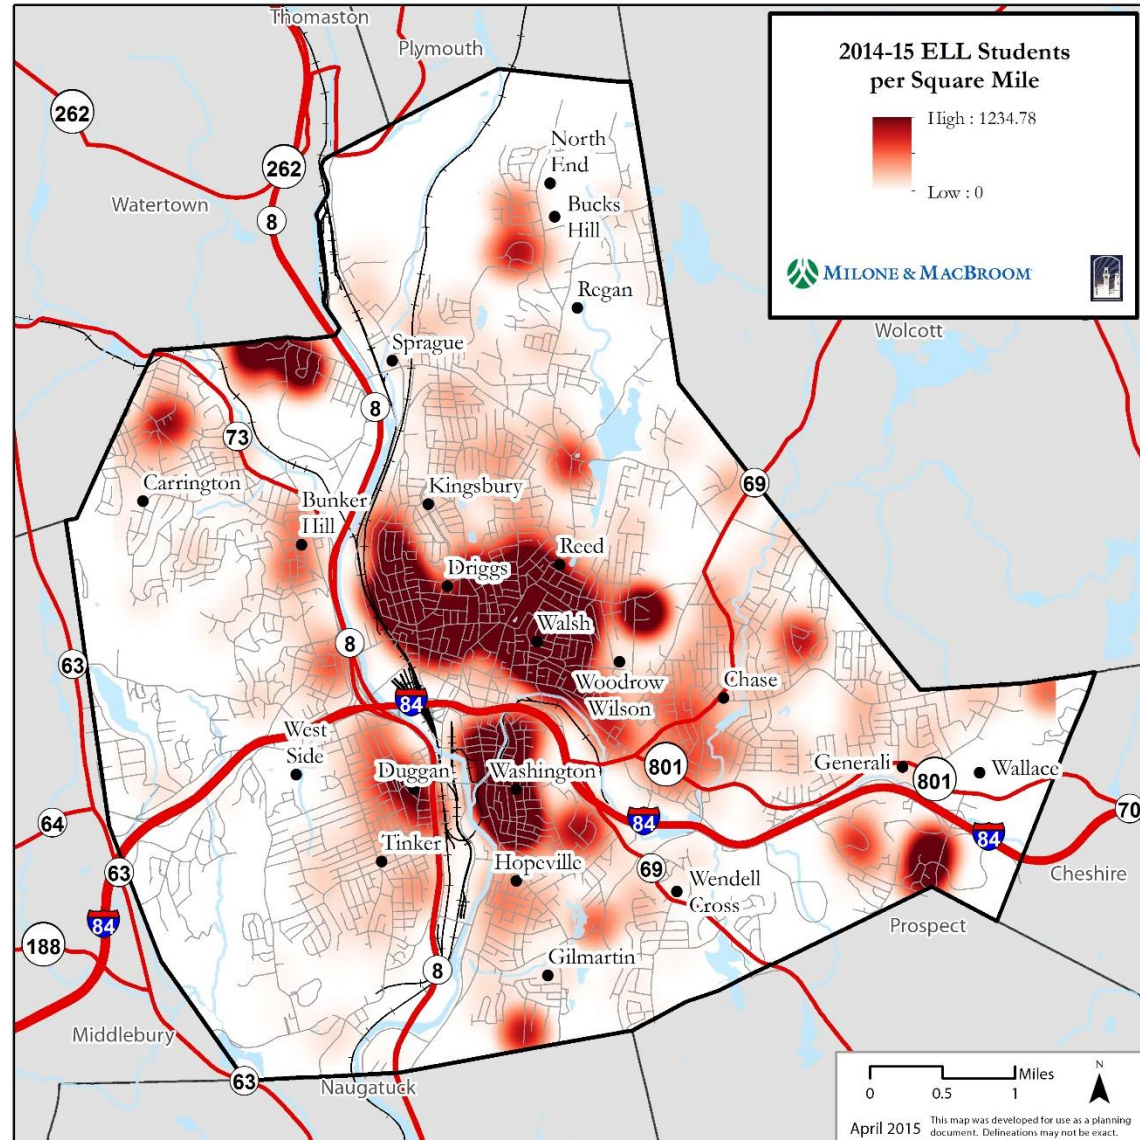 Thomaston
Plymouth
2014-15 ELL Students
per Square Mile
High : 1234.78
Low : 0
MILONE & MACBROOM
262
262
8
Watertown
North
End
Bucks
Hill
Regan
Wolcott
Sprague
8
73
69
Carrington
Bunker
Hill
Kingsbury
Reed
Driggs
Walsh
8
63
Woodrow
Wilson
Chase
84
West
Side
Duggan
Washington
801
Generali
801
Wallace
70
64
84
84
Tinker
Hopeville
63
69
Wendell
Cross
Cheshire
84
188
Prospect
Gilmartin
8
Middlebury
63
Naugatuck
0
0.5
1
Miles
N
April 2015
This map was developed for use as a planning
document. Delineations may not be exact.